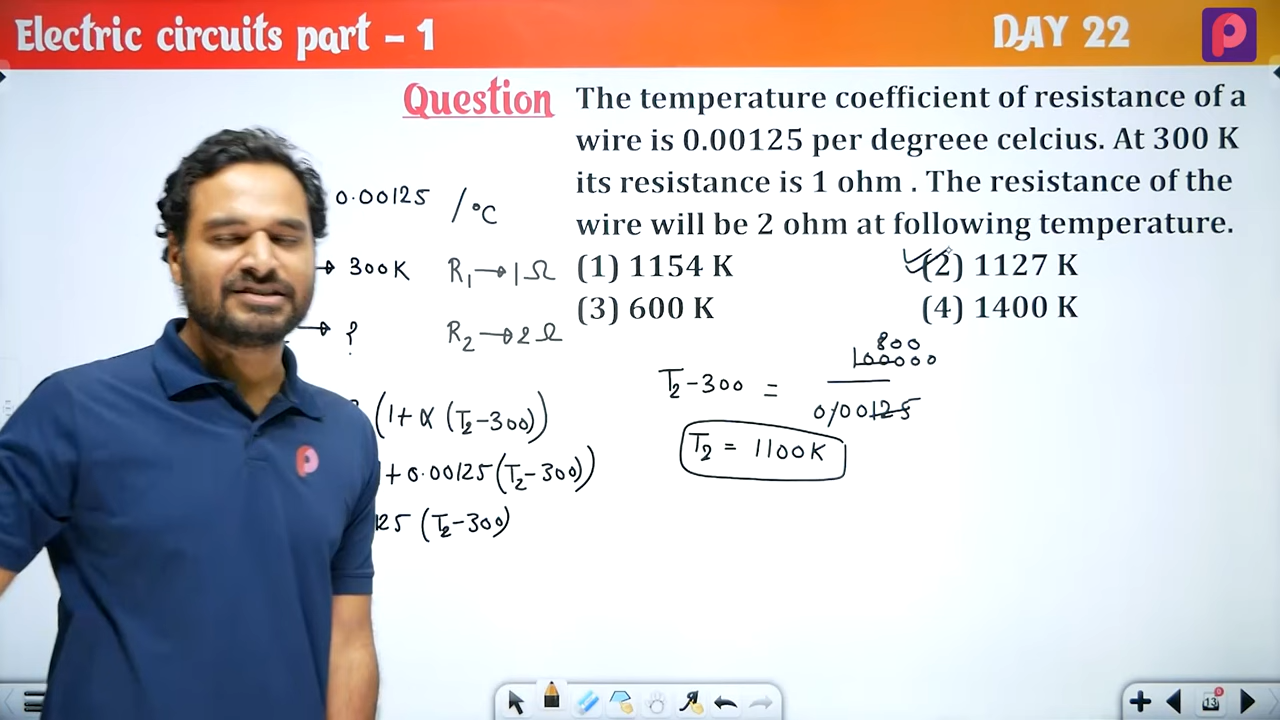 Electric circuits part – 1
DAY 22
Question
The temperature coefficient of resistance of a
wire is 0.00125 per degreee celcius. At 300 K
its resistance is 1 ohm . The resistance of the
wire will be 2 ohm at following temperature.
(1) 1154 K
(2) 1127 K
(3) 600 K
(4) 1400 K
0.00125 /°C
→ 300K R₁→1Ω
→ ? R₂→2Ω
(1+α(T₂-300))
+0.00125(T₂-300))
125 (T₂-300)
T₂-300 =
800
100000
0/00125
T₂ = 1100K
13